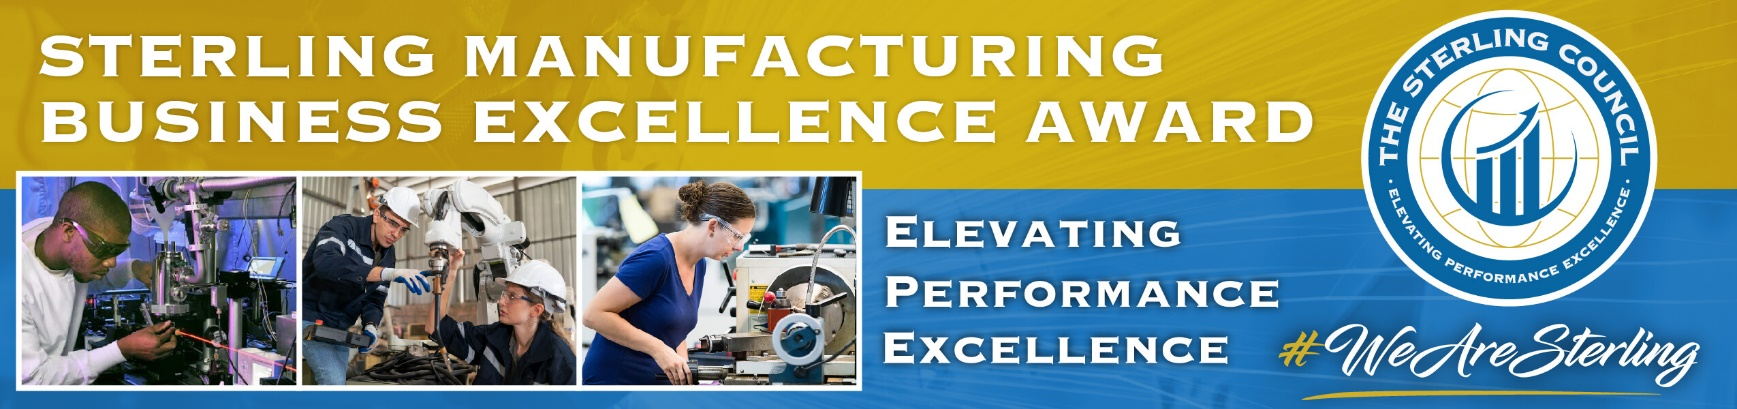 STERLING MANUFACTURING
BUSINESS EXCELLENCE AWARD
ELEVATING
PERFORMANCE
EXCELLENCE
THE STERLING COUNCIL
· ELEVATING PERFORMANCE EXCELLENCE ·
#WeAreSterling